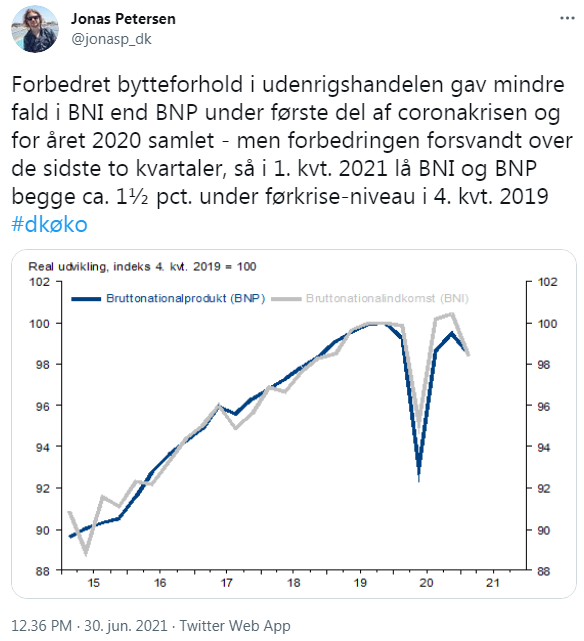 Jonas Petersen
@jonasp_dk
Forbedret bytteforhold i udenrigshandelen gav mindre
fald i BNI end BNP under første del af coronakrisen og
for året 2020 samlet - men forbedringen forsvandt over
de sidste to kvartaler, så i 1. kvt. 2021 lå BNI og BNP
begge ca. 1½ pct. under førkrise-niveau i 4. kvt. 2019
#dkøko
Real udvikling, indeks 4. kvt. 2019 = 100
102 102
Bruttonationalprodukt (BNP) Bruttonationalindkomst (BNI)
100 100
98 98
96 96
94 94
92 92
90 90
88 88
15 16 17 18 19 20 21
12.36 PM · 30. jun. 2021 · Twitter Web App